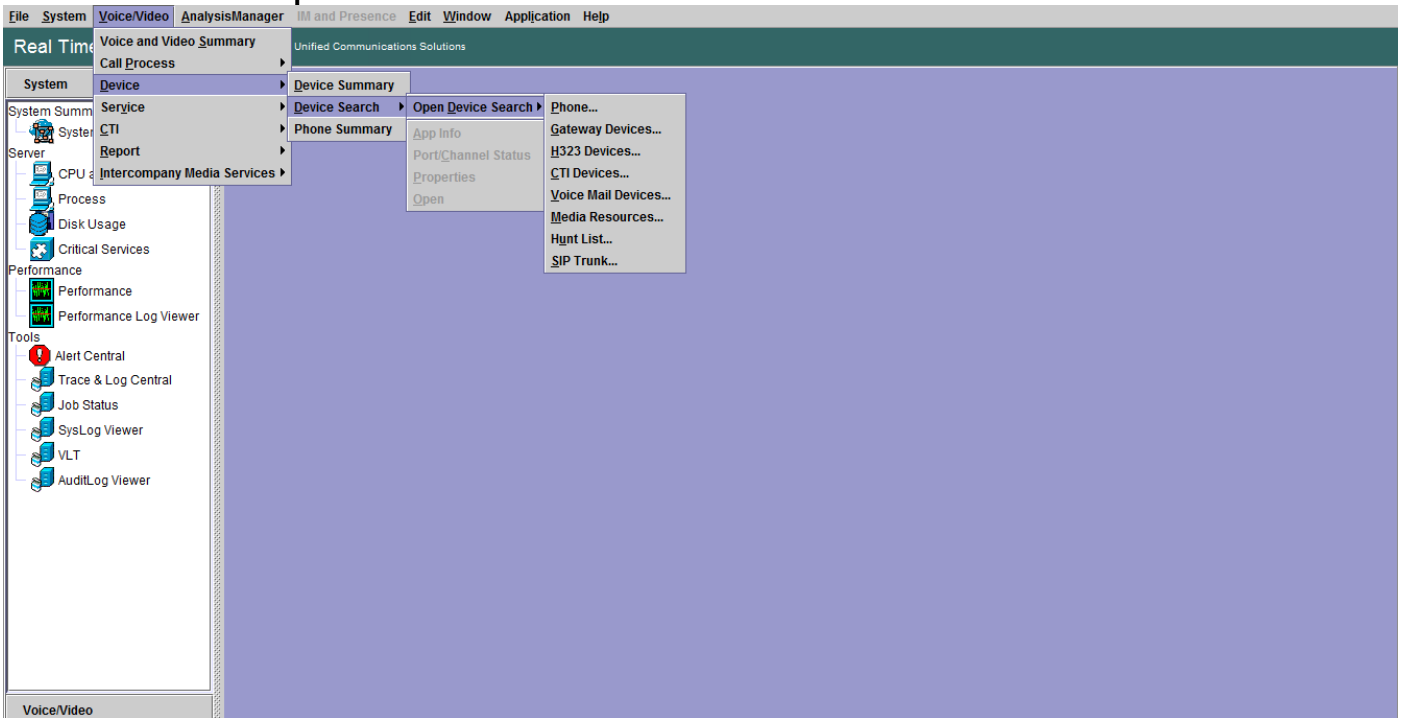 File System Voice/Video AnalysisManager IM and Presence Edit Window Application Help
Real Time
Unified Communications Solutions
Voice and Video Summary
Call Process
Device
Service
CTI
Report
Intercompany Media Services
Device Summary
Device Search
Phone Summary
Open Device Search
App Info
Port/Channel Status
Properties
Open
Phone...
Gateway Devices...
H323 Devices...
CTI Devices...
Voice Mail Devices...
Media Resources...
Hunt List...
SIP Trunk...
System
System Summ
System
Server
CPU a
Process
Disk Usage
Critical Services
Performance
Performance
Performance Log Viewer
Tools
Alert Central
Trace & Log Central
Job Status
SysLog Viewer
VLT
AuditLog Viewer
Voice/Video